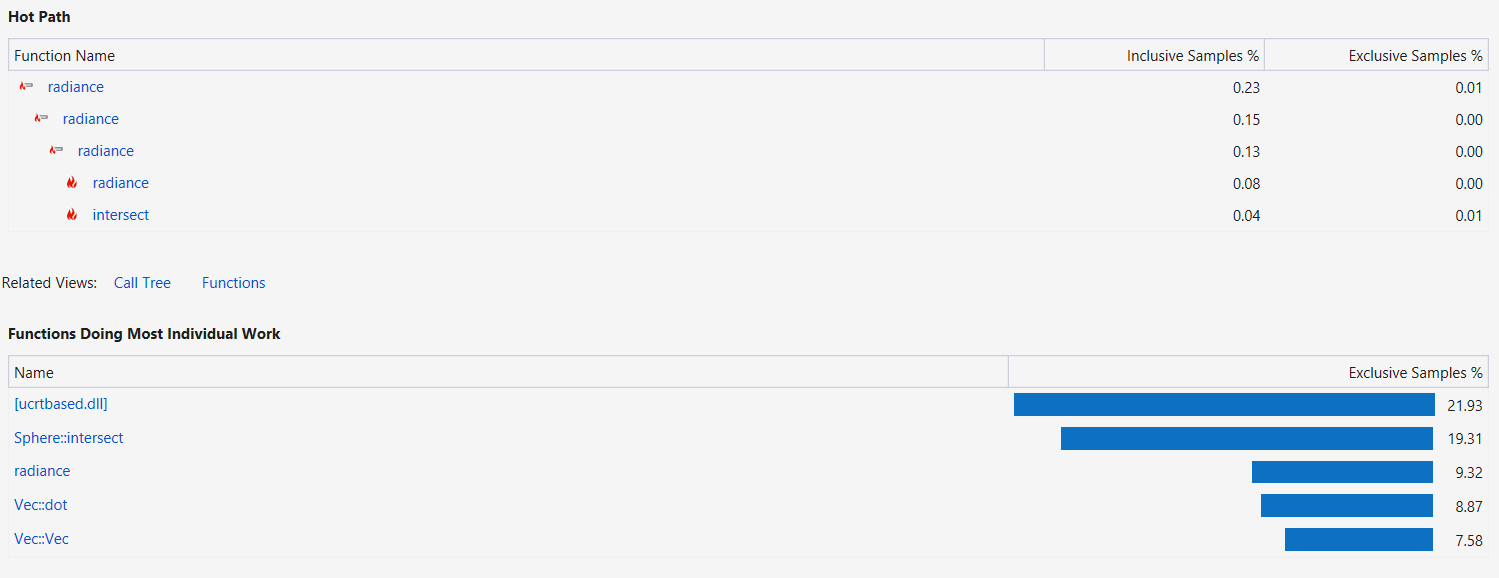 Hot Path
Function Name Inclusive Samples % Exclusive Samples %
radiance 0.23 0.01
radiance 0.15 0.00
radiance 0.13 0.00
radiance 0.08 0.00
intersect 0.04 0.01
Related Views: Call Tree Functions
Functions Doing Most Individual Work
Name Exclusive Samples %
[ucrtbased.dll] 21.93
Sphere::intersect 19.31
radiance 9.32
Vec::dot 8.87
Vec::Vec 7.58